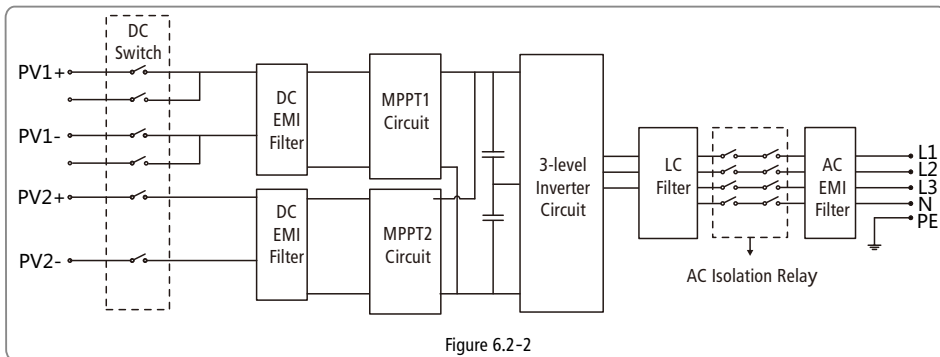 DC
Switch
PV1+
PV1-
PV2+
PV2-
DC
EMI
Filter
DC
EMI
Filter
MPPT1
Circuit
MPPT2
Circuit
3-level
Inverter
Circuit
LC
Filter
AC Isolation Relay
AC
EMI
Filter
L1
L2
L3
N
PE
Figure 6.2-2